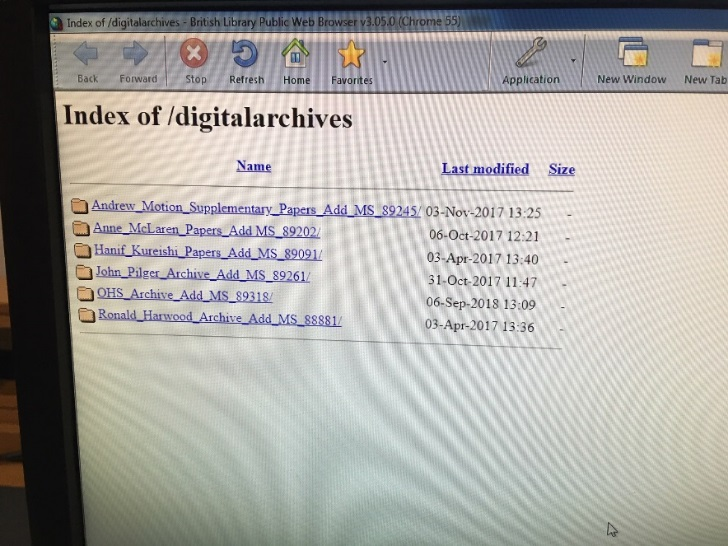 Index of /digitalarchives - British Library Public Web Browser v3.05.0 (Chrome 55)
Back Forward Stop Refresh Home Favorites Application New Window New Tab
Index of /digitalarchives
Name Last modified Size
Andrew_Motion_Supplementary_Papers_Add_MS_89245/ 03-Nov-2017 13:25 -
Anne_McLaren_Papers_Add MS_89202/ 06-Oct-2017 12:21 -
Hanif_Kureishi_Papers_Add_MS_89091/ 03-Apr-2017 13:40 -
John_Pilger_Archive_Add_MS_89261/ 31-Oct-2017 11:47 -
OHS_Archive_Add_MS_89318/ 06-Sep-2018 13:09 -
Ronald_Harwood_Archive_Add_MS_88881/ 03-Apr-2017 13:36 -